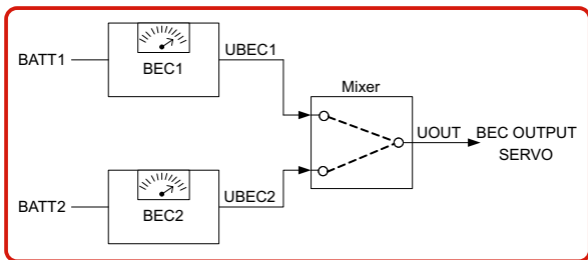 BATT1
BEC1
UBEC1
Mixer
UOUT
BEC OUTPUT
SERVO
BATT2
BEC2
UBEC2